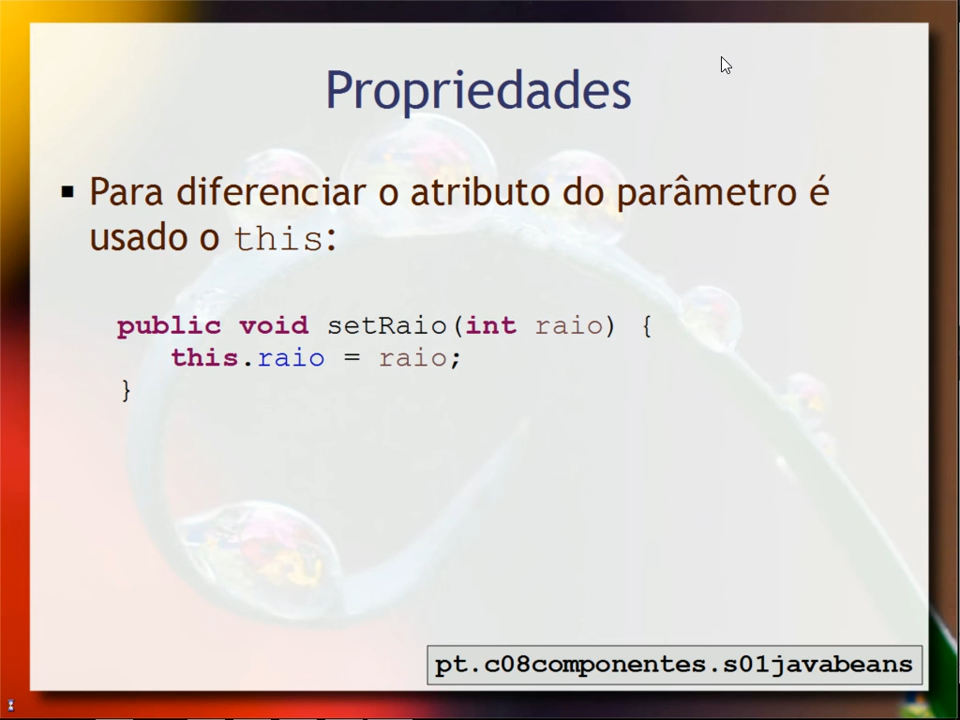 Propriedades
▪ Para diferenciar o atributo do parâmetro é
usado o this:
public void setRaio(int raio) {
this.raio = raio;
}
pt.c08componentes.s01javabeans